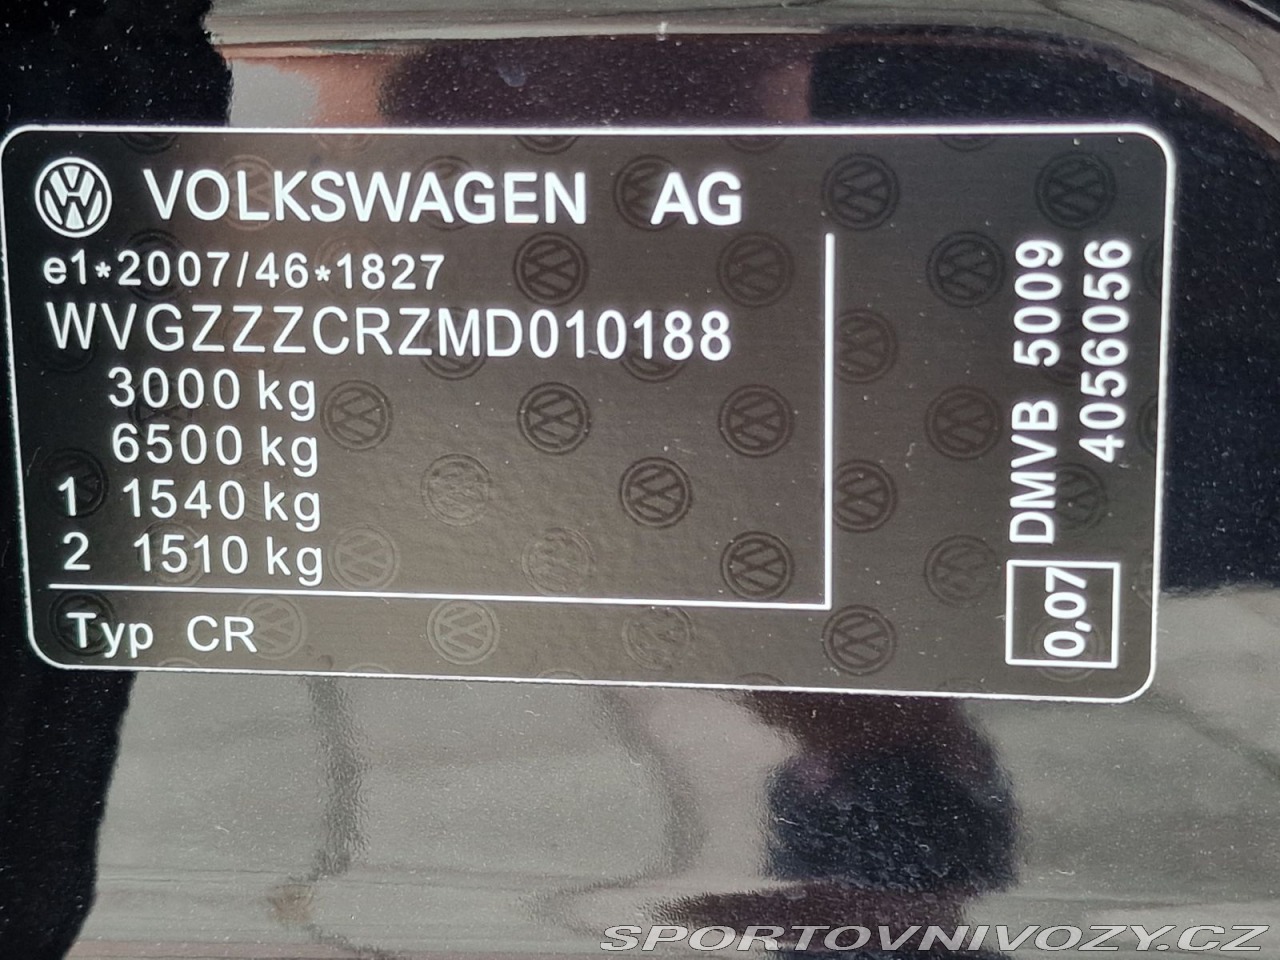 VOLKSWAGEN AG
e1*2007/46*1827
WVGZZZCRZMD010188
3000 kg
6500 kg
1 1540 kg
2 1510 kg
Typ CR
DMVB 5009
4056056
0,07
SPORTOVNIVOZY.CZ